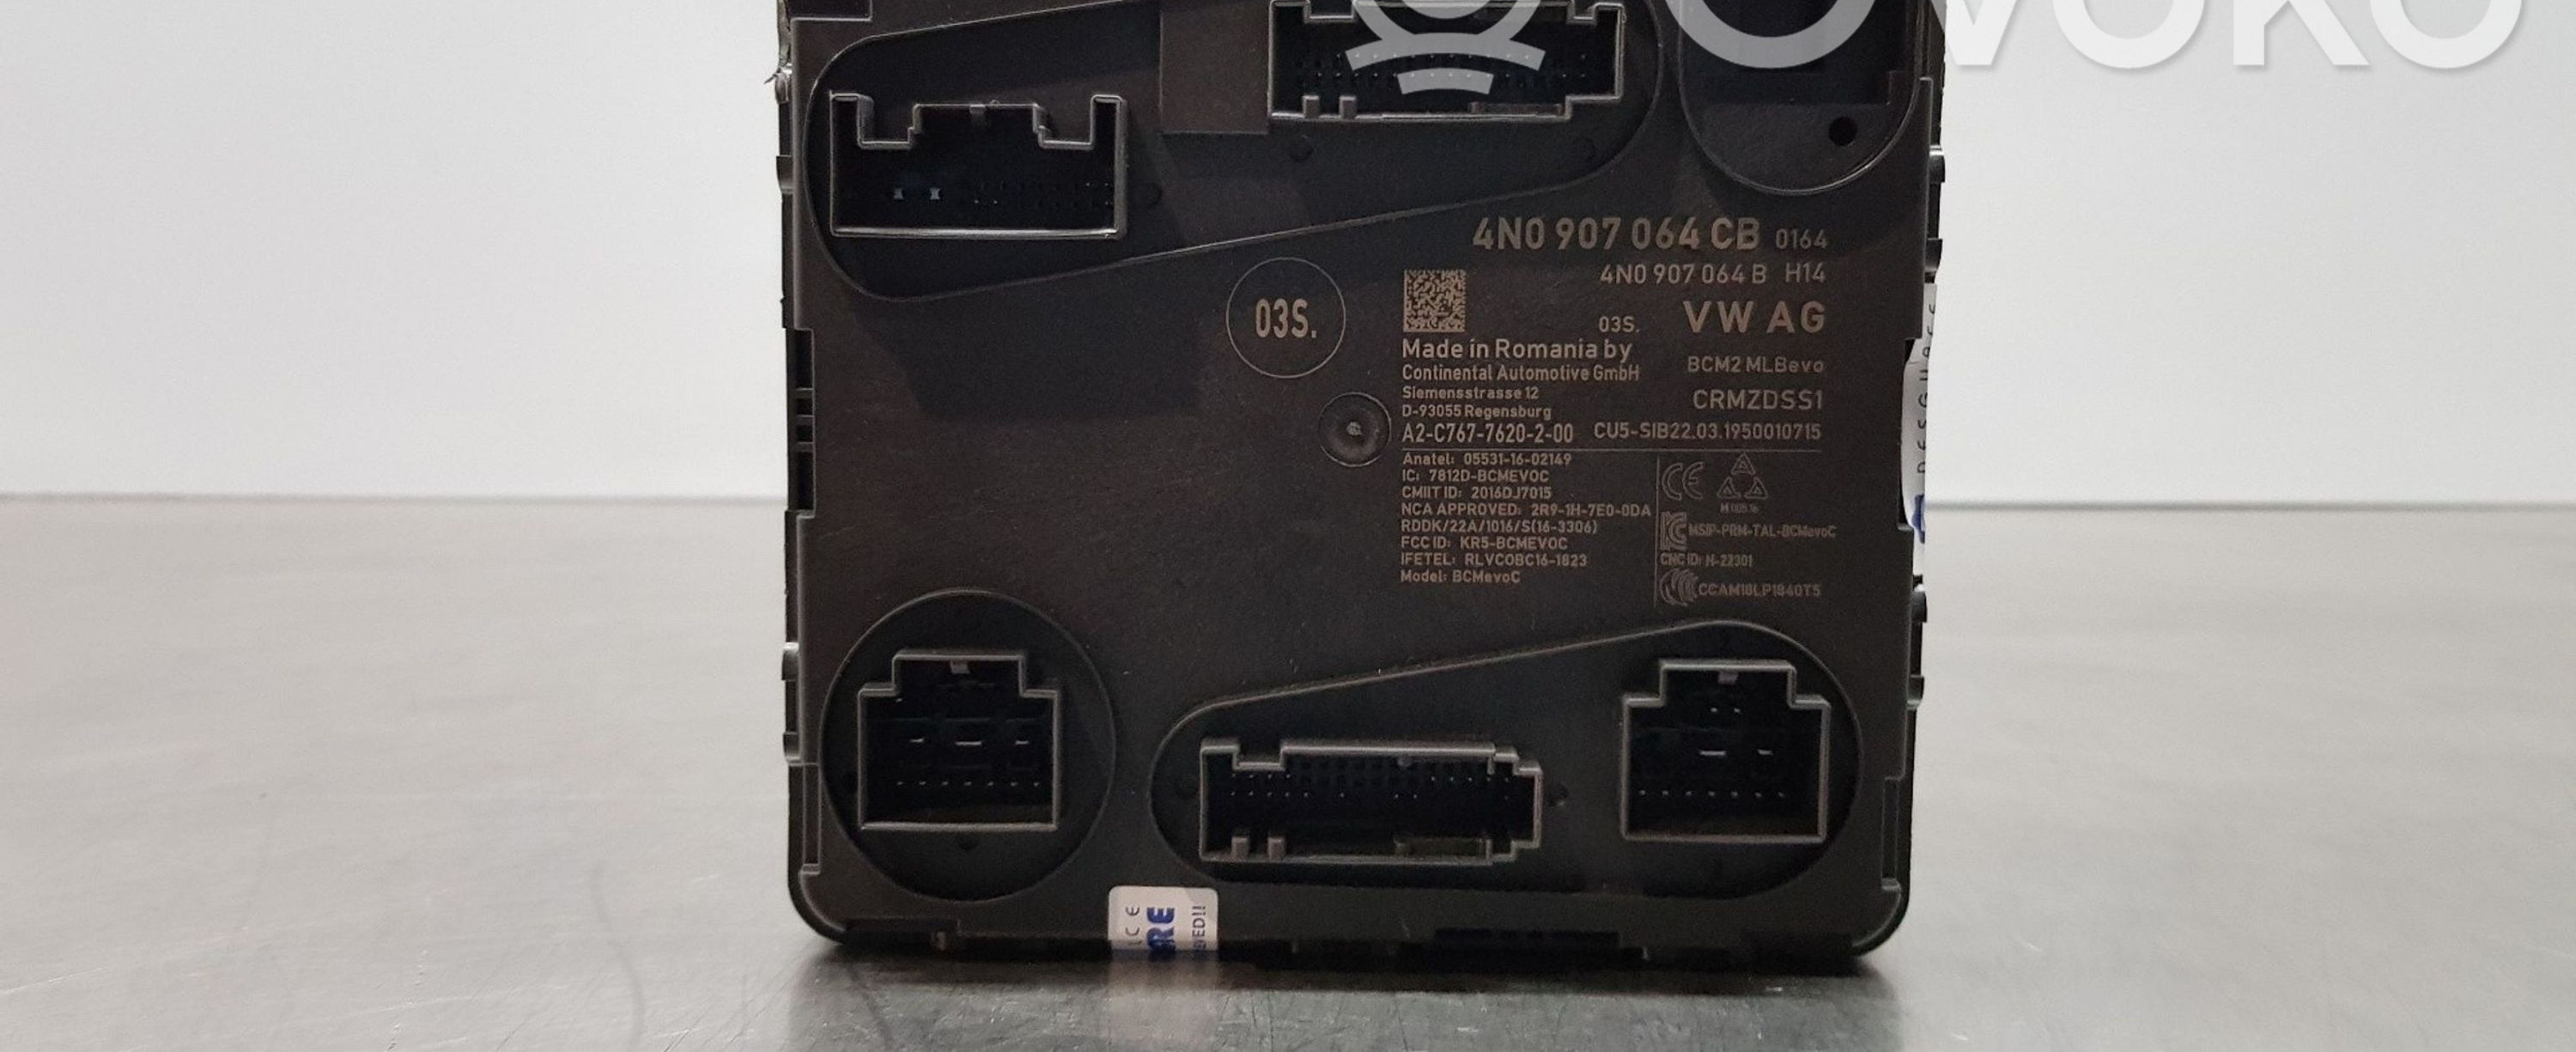 OVOKO
4N0 907 064 CB 0164
4N0 907 064 B H14
03S.
03S.
VW AG
Made in Romania by
Continental Automotive GmbH
BCM2 MLBevo
Siemensstrasse 12
CRMZDSS1
D-93055 Regensburg
A2-C767-7620-2-00
CU5-SIB22.03.1950010715
Anatel: 05531-16-02149
IC: 7812D-BCMEVOC
CMIIT ID: 2016DJ7015
NCA APPROVED: 2R9-1H-7E0-0DA
RDDK/22A/1016/S(16-3306)
FCC ID: KR5-BCMEVOC
IFETEL: RLVCOBC16-1823
Model: BCMevoC
CE
MSIP-PRM-TAL-BCMevoC
CNC ID: H-22301
CCAM18LP1840T5